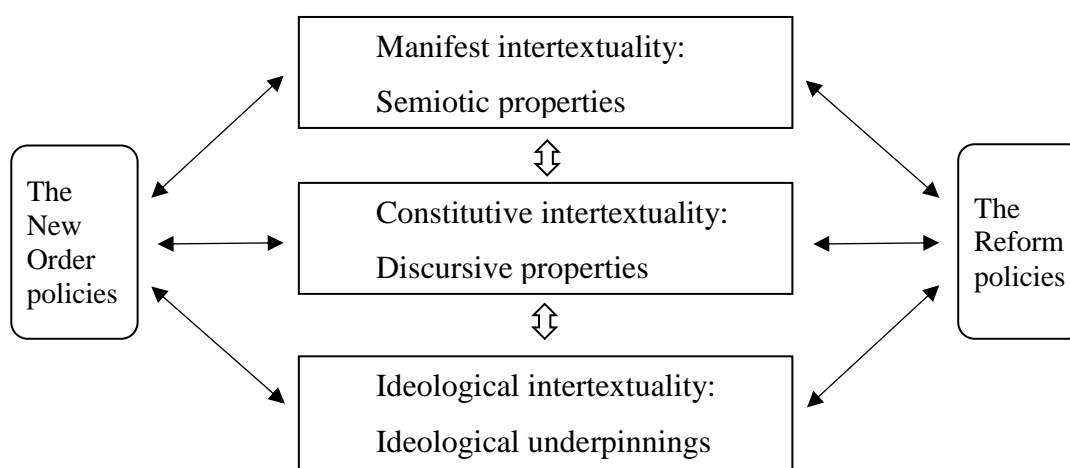 Manifest intertextuality:
Semiotic properties
The
New
Order
policies
Constitutive intertextuality:
Discursive properties
The
Reform
policies
Ideological intertextuality:
Ideological underpinnings